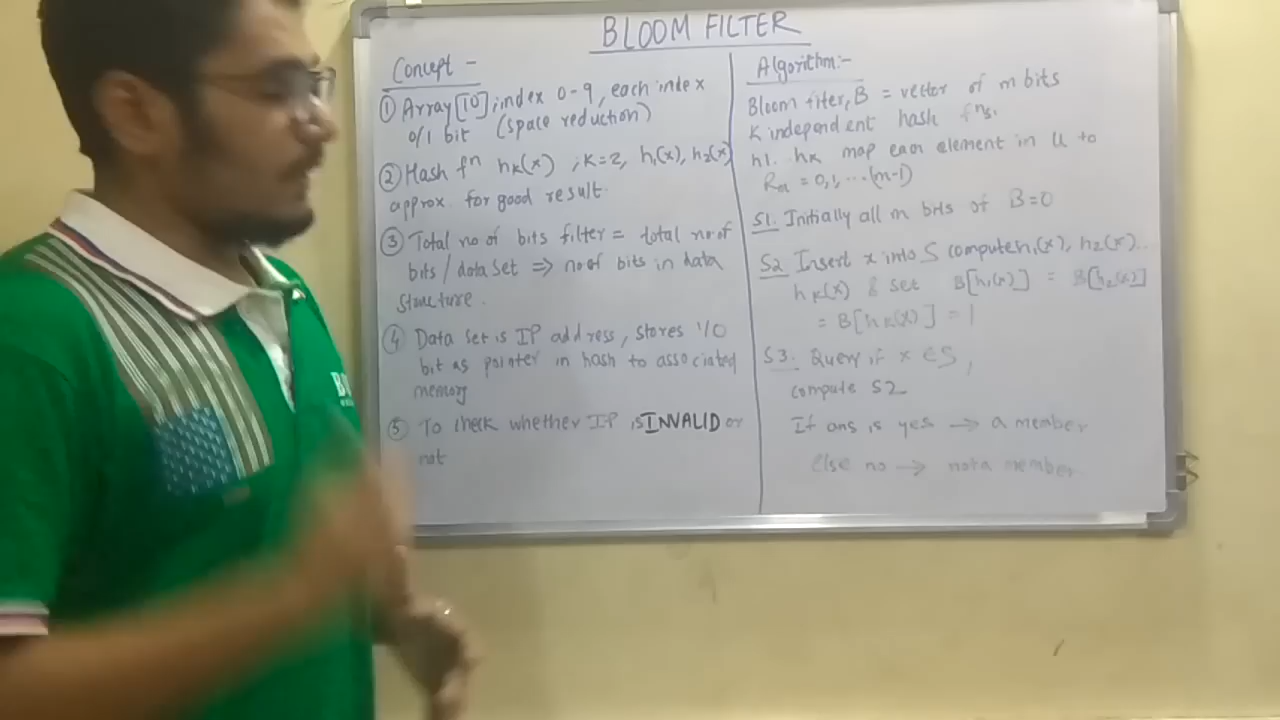 BLOOM FILTER
Concept -
① Array[10], index 0-9, each index
0/1 bit (space reduction)
② Hash fⁿ hₖ(x) ; K=2, h₁(x), h₂(x)
approx. for good result.
③ Total no of bits filter = total no of
bits / data set ⇒ no of bits in data
structure.
④ Data set is IP address, stores 1/0
bit as pointer in hash to associated
memory
⑤ To check whether IP is INVALID or
not
Algorithm:-
Bloom filter, B = vector of m bits
K independent hash fⁿs.
h1. hₖ map each element in U to
= 0,1,...(m-1)
S1. Initially all m bits of B=0
S2 Insert x into S compute h₁(x), h₂(x)..
hₖ(x) & set B[h₁(x)] = B[h₂(x)]
= B[hₖ(x)] = 1
S3. Query if x ∈ S,
compute S2
If ans is yes → a member
else no → not a member